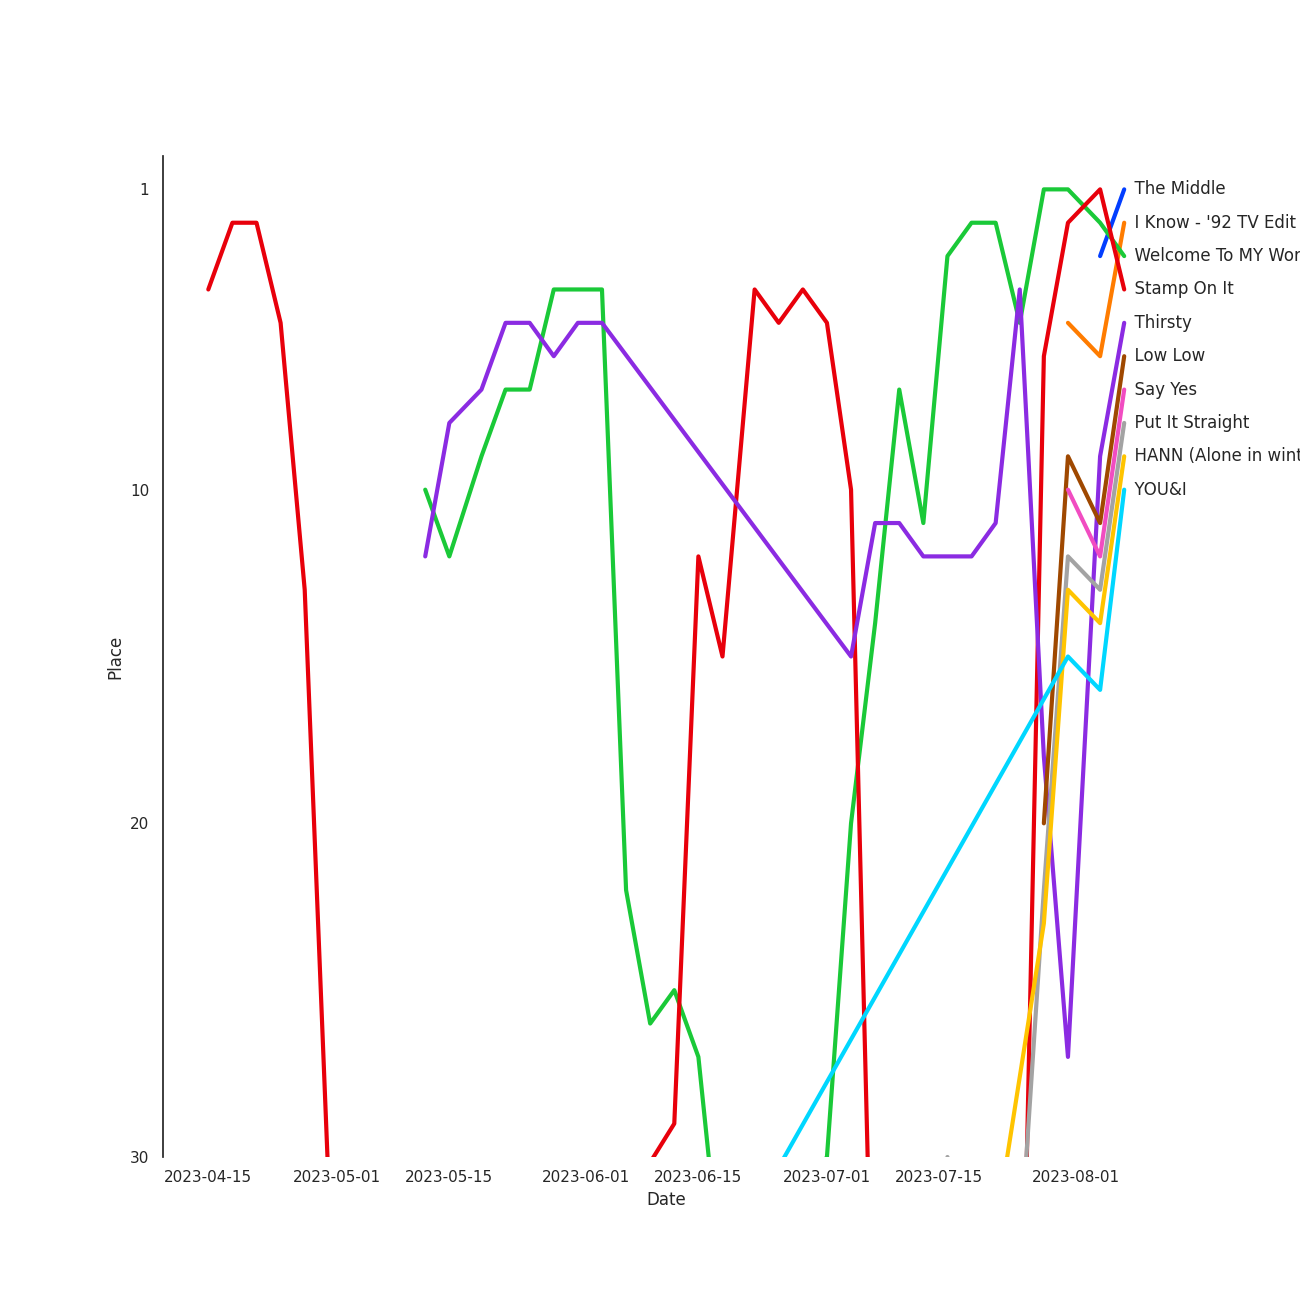 1
The Middle
I Know - '92 TV Edit
Welcome To MY Wor
Stamp On It
Thirsty
Low Low
Say Yes
Put It Straight
HANN (Alone in wint
10
YOU&I
Place
20
30
2023-04-15 2023-05-01 2023-05-15 2023-06-01 2023-06-15 2023-07-01 2023-07-15 2023-08-01
Date